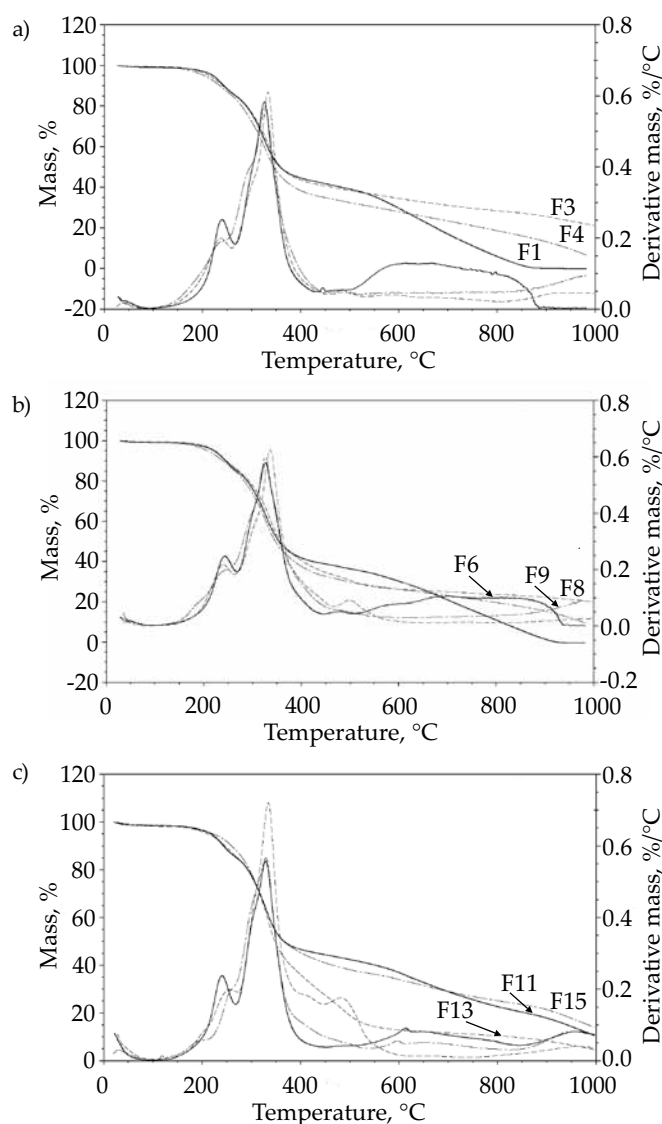 a)
120
100
80
60
40
20
0
-20
Mass, %
0.8
0.6
0.4
0.2
0.0
Derivative mass, %/°C
F3
F4
F1
0 200 400 600 800 1000
Temperature, °C
b)
120
100
80
60
40
20
0
-20
Mass, %
0.8
0.6
0.4
0.2
0.0
-0.2
Derivative mass, %/°C
F6
F9
F8
0 200 400 600 800 1000
Temperature, °C
c)
120
100
80
60
40
20
0
Mass, %
0.8
0.6
0.4
0.2
0.0
Derivative mass, %/°C
F11
F15
F13
0 200 400 600 800 1000
Temperature, °C